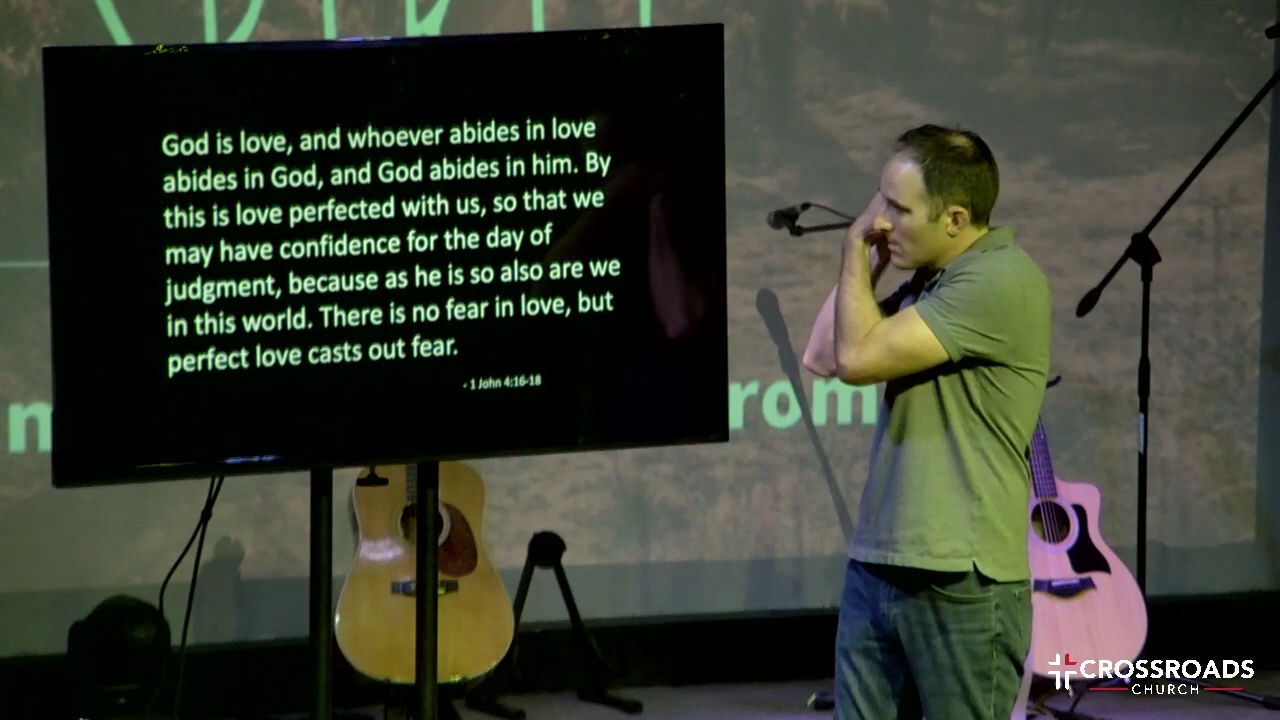 SPIRIT
God is love, and whoever abides in love
abides in God, and God abides in him. By
this is love perfected with us, so that we
may have confidence for the day of
judgment, because as he is so also are we
in this world. There is no fear in love, but
perfect love casts out fear.
- 1 John 4:16-18
rom
CROSSROADS
CHURCH